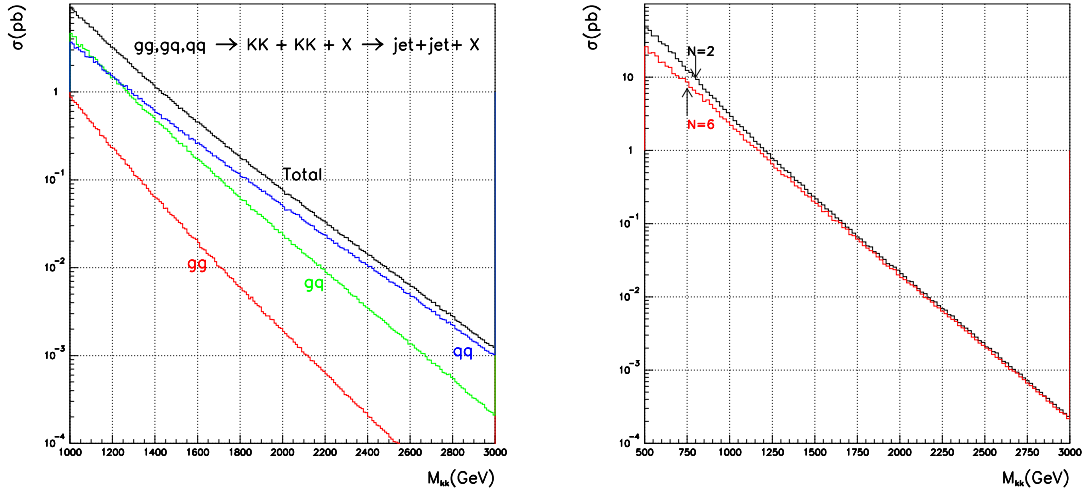 σ(pb)
gg,gq,qq → KK + KK + X → jet+jet+ X
1
10⁻¹
10⁻²
10⁻³
10⁻⁴
Total
gg
gq
qq
1000 1200 1400 1600 1800 2000 2200 2400 2600 2800 3000
M_kk(GeV)
σ(pb)
10
1
10⁻¹
10⁻²
10⁻³
10⁻⁴
N=2
N=6
500 750 1000 1250 1500 1750 2000 2250 2500 2750 3000
M_kk(GeV)